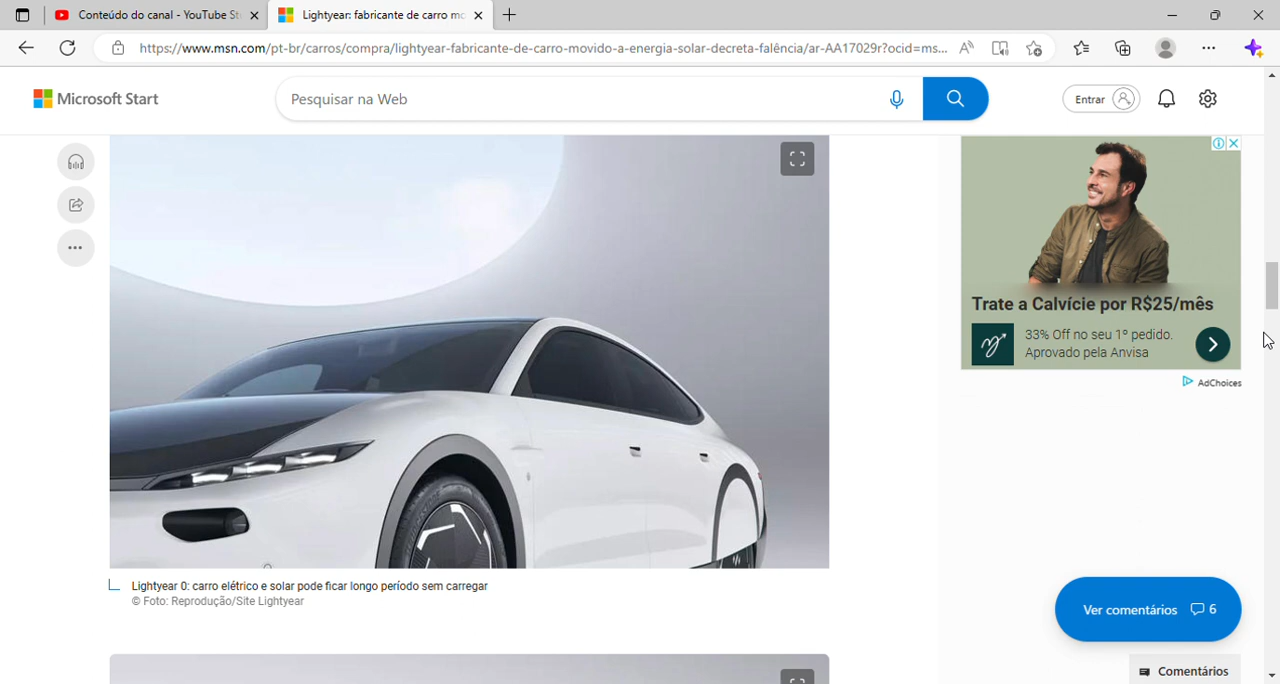 Conteúdo do canal - YouTube St
Lightyear: fabricante de carro mo
https://www.msn.com/pt-br/carros/compra/lightyear-fabricante-de-carro-movido-a-energia-solar-decreta-falência/ar-AA17029r?ocid=ms...
Microsoft Start
Pesquisar na Web
Entrar
Trate a Calvície por R$25/mês
33% Off no seu 1º pedido.
Aprovado pela Anvisa
AdChoices
Lightyear 0: carro elétrico e solar pode ficar longo período sem carregar
© Foto: Reprodução/Site Lightyear
Ver comentários 6
Comentários